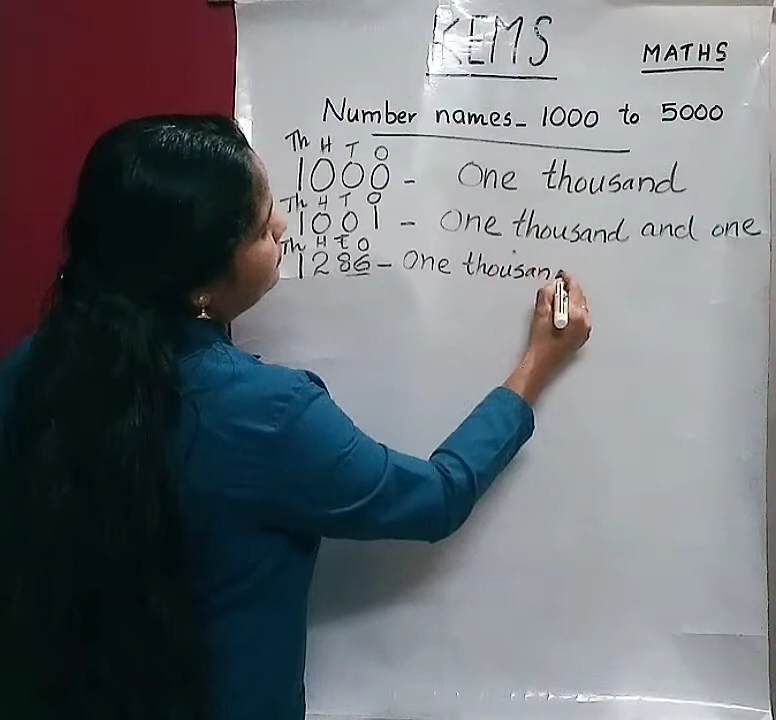 KEMS
MATHS
Number names- 1000 to 5000
Th H T O
1000 - One thousand
Th H T O
1001 - One thousand and one
Th H T O
1286 - One thousan